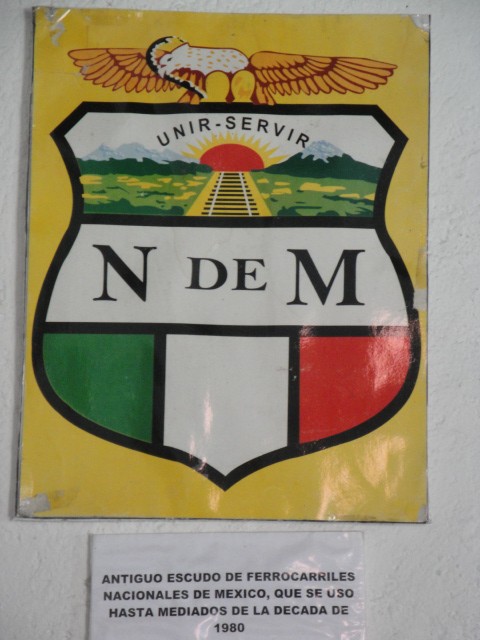 UNIR-SERVIR
N DE M
ANTIGUO ESCUDO DE FERROCARRILES
NACIONALES DE MEXICO, QUE SE USO
HASTA MEDIADOS DE LA DECADA DE
1980